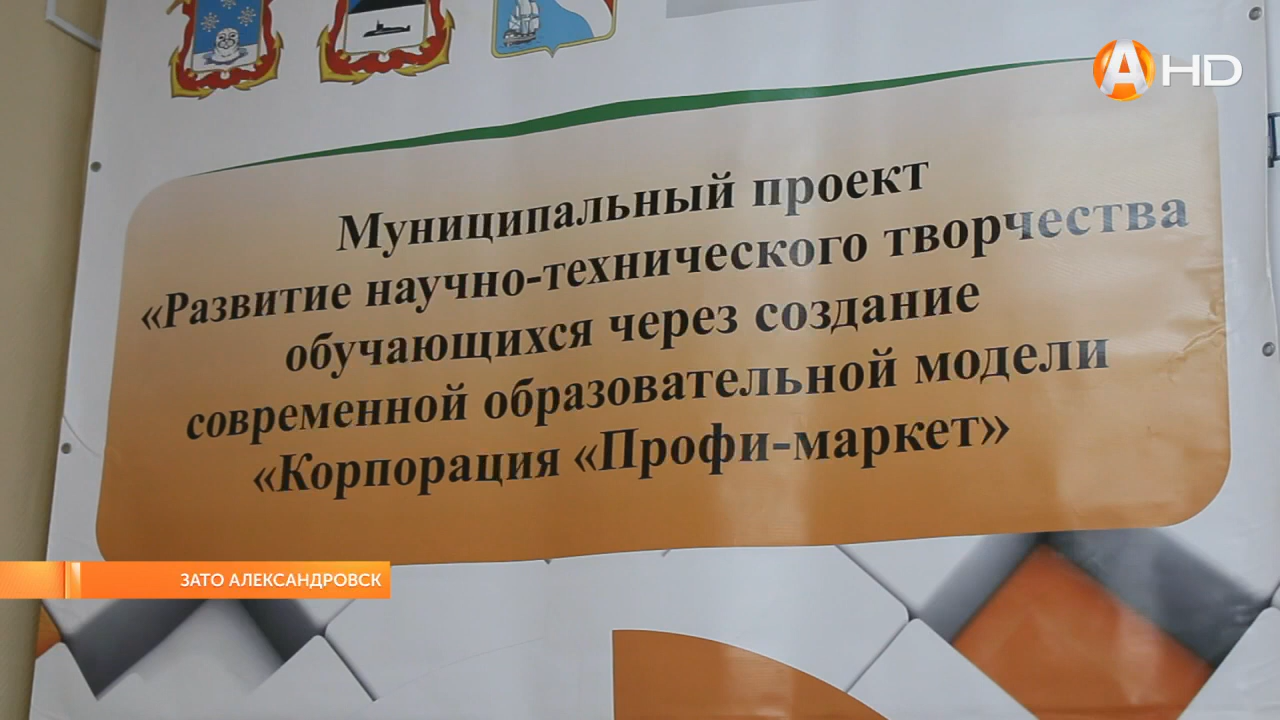 А HD
Муниципальный проект
«Развитие научно-технического творчества
обучающихся через создание
современной образовательной модели
«Корпорация «Профи-маркет»
ЗАТО АЛЕКСАНДРОВСК